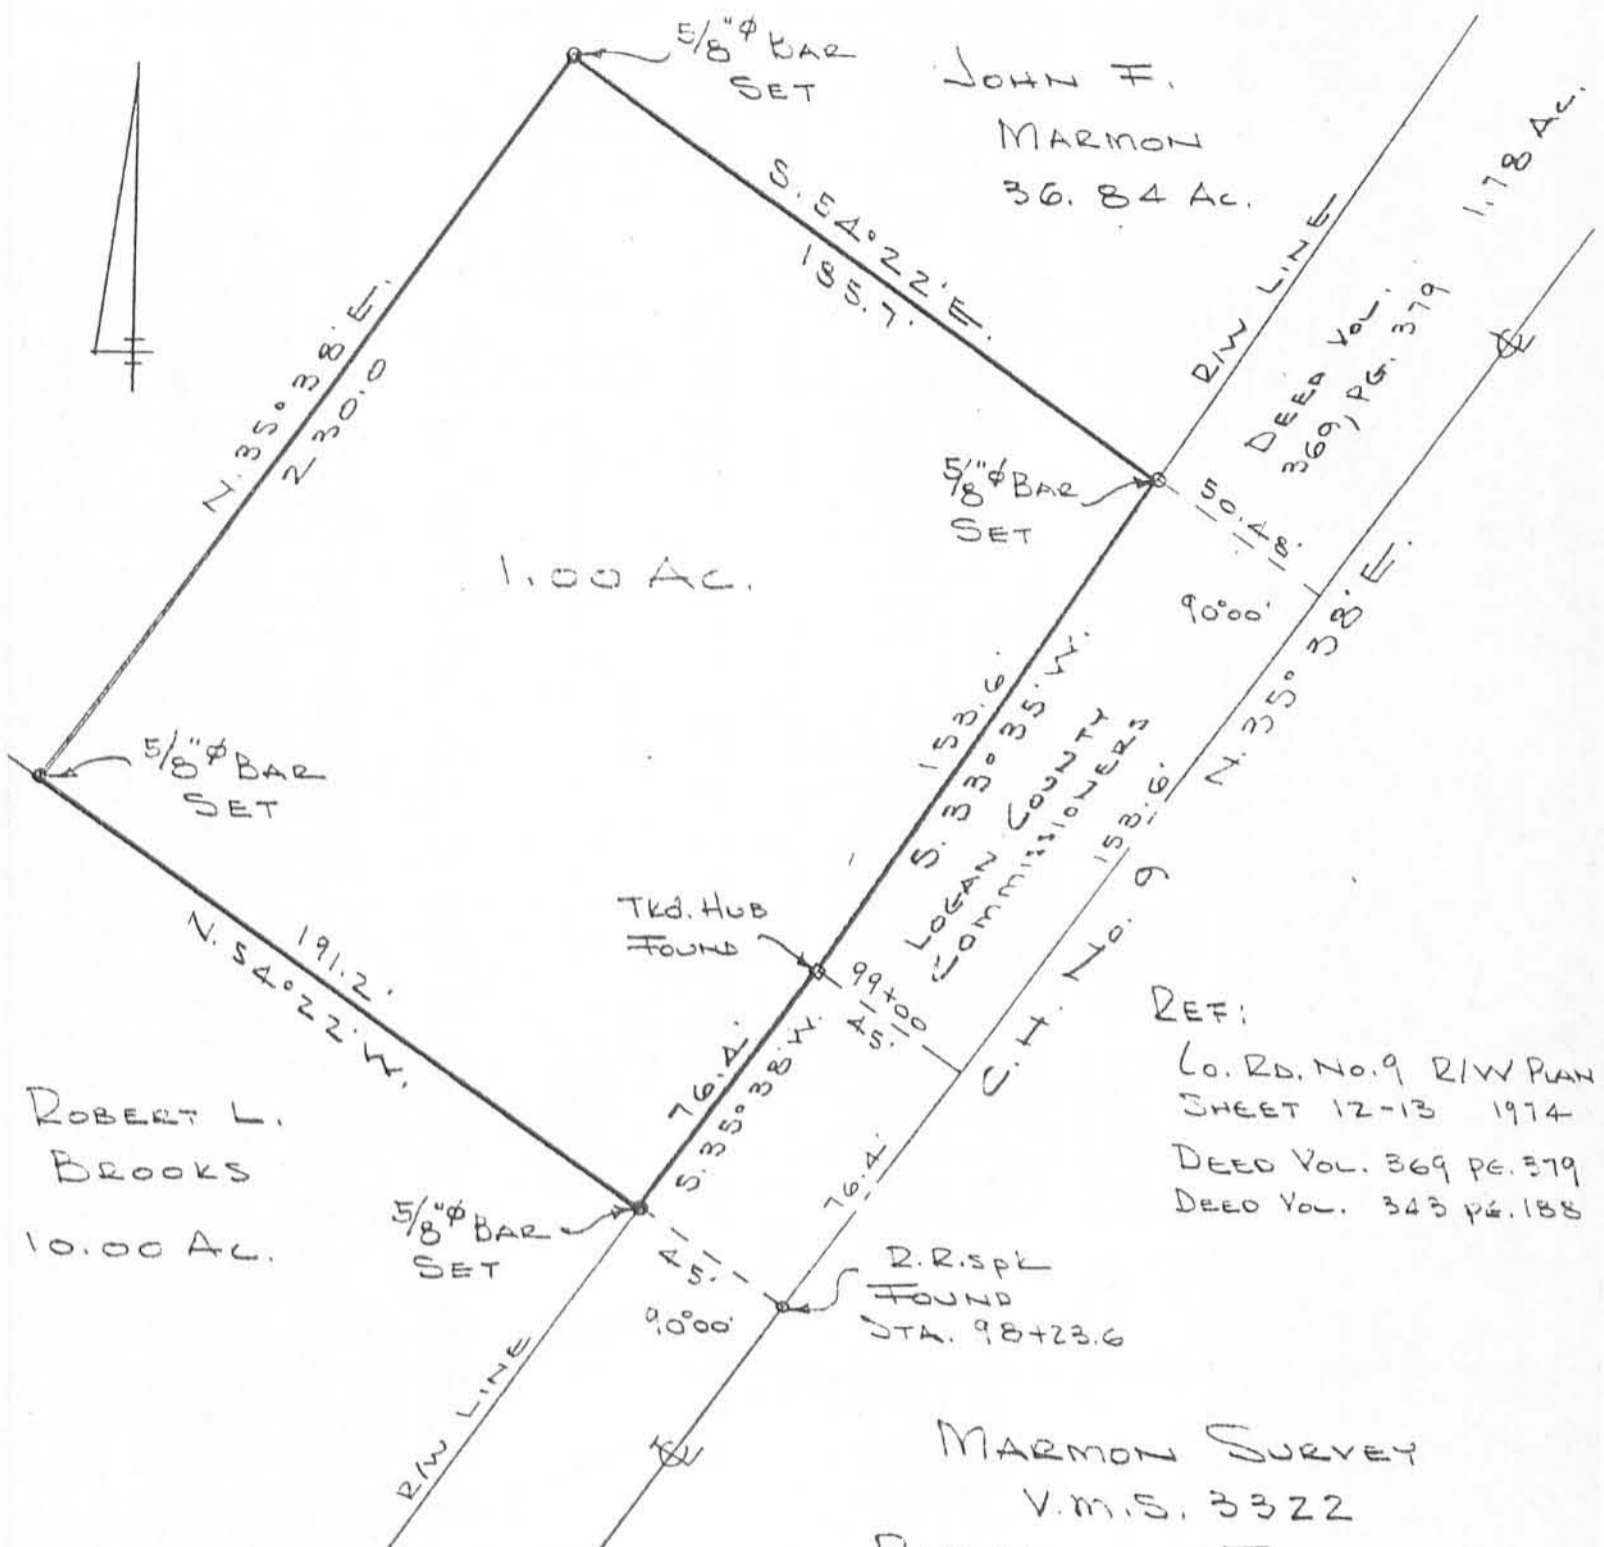 5/8"ϕ BAR
SET
JOHN F.
MARMON
36.84 AC.
S. 54°22' E.
185.7'
R/W LINE
DEED VOL.
369, PG. 379
1.78 AC.
N. 35°38' E.
230.0
5/8"ϕ BAR
SET
50.48'
90°00'
1.00 AC.
N. 35°38' E.
153.6'
S. 33°35' W.
LOGAN COUNTY
COMMISSIONERS
153.6'
C.H. No. 9
5/8"ϕ BAR
SET
TKd. HUB
FOUND
99+00
45'
191.2'
N. 54°22' W.
76.4'
S. 35°38' W.
REF:
CO. RD. NO. 9 R/W PLAN
SHEET 12-13 1974
DEED VOL. 369 PG. 379
DEED VOL. 343 PG. 188
ROBERT L.
BROOKS
10.00 AC.
5/8"ϕ BAR
SET
45'
90°00'
76.4'
R.R. SPK
FOUND
STA. 98+23.6
R/W LINE
MARMON SURVEY
V.M.S. 3322